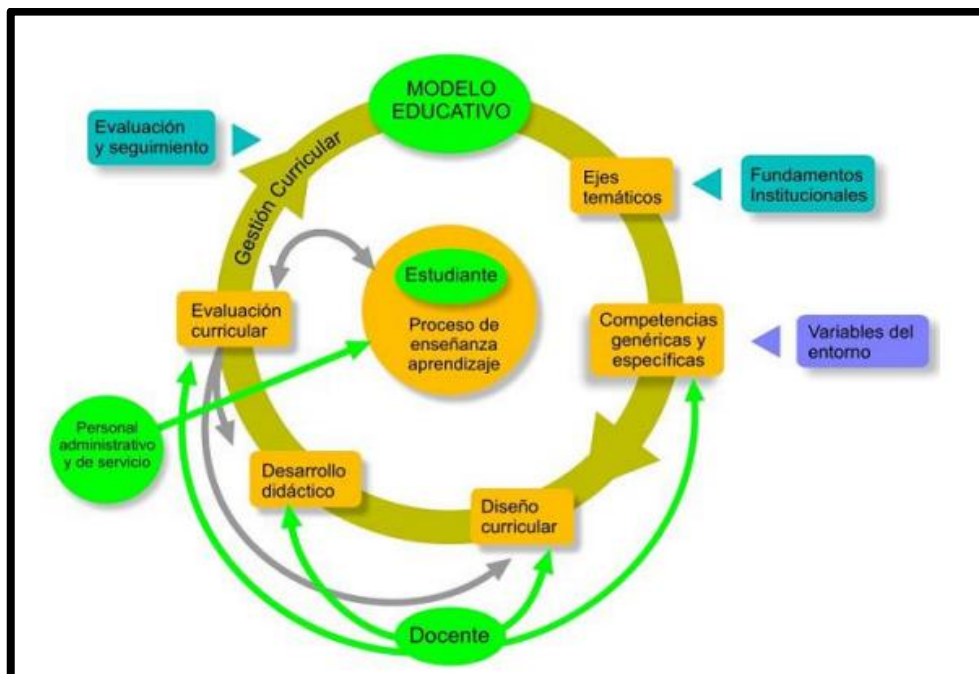 MODELO
EDUCATIVO
Evaluación
y seguimiento
Gestión Curricular
Ejes
temáticos
Fundamentos
Institucionales
Estudiante
Proceso de
enseñanza
aprendizaje
Evaluación
curricular
Competencias
genéricas y
específicas
Variables del
entorno
Personal
administrativo
y de servicio
Desarrollo
didáctico
Diseño
curricular
Docente